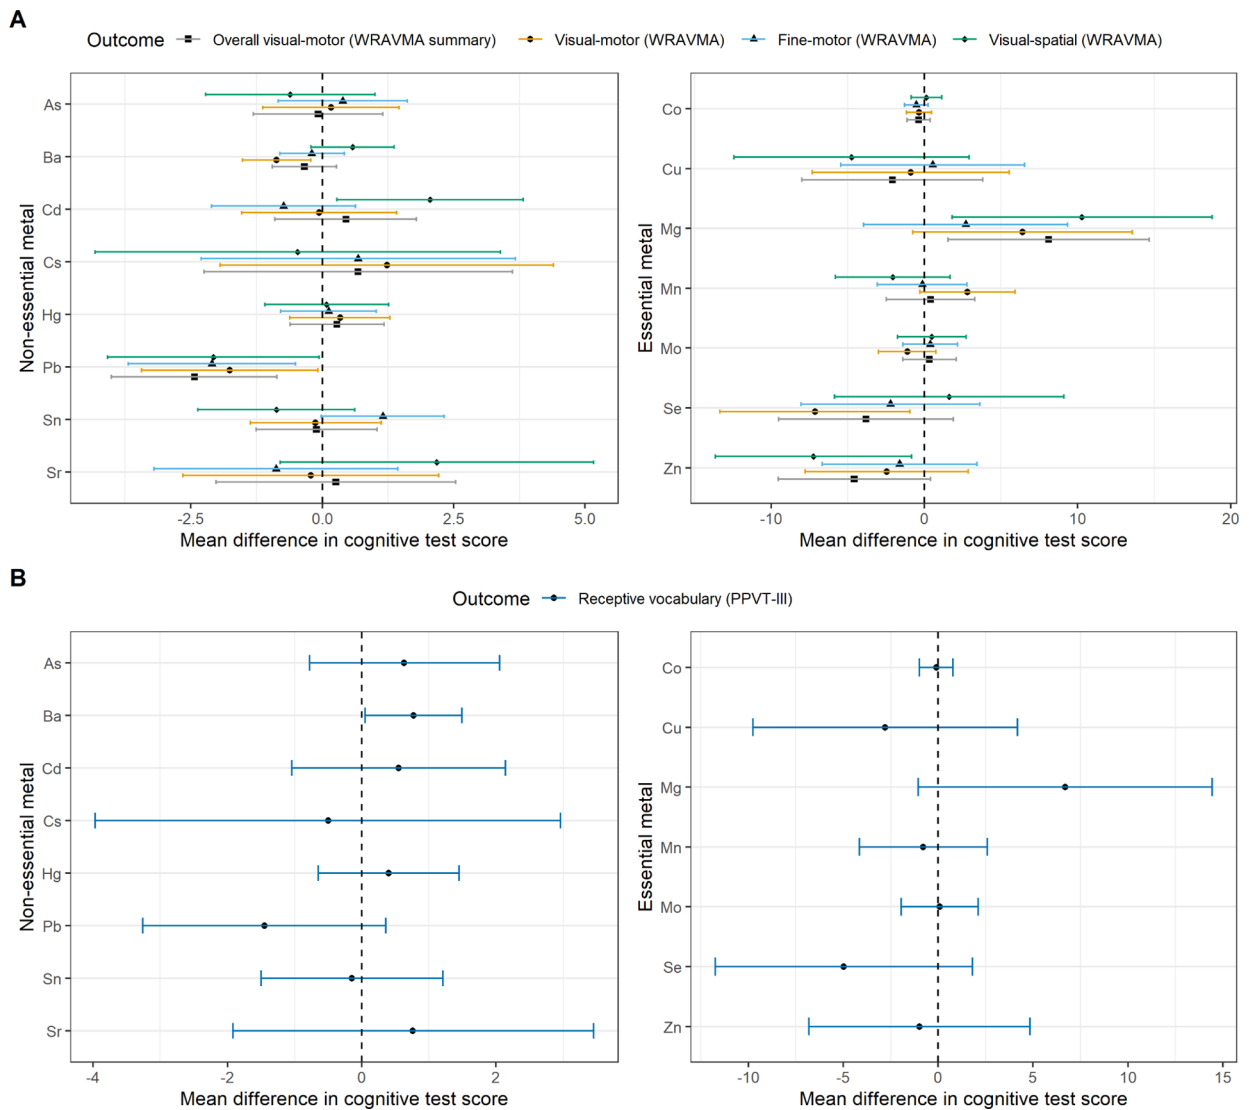 A
Outcome Overall visual-motor (WRAVMA summary) Visual-motor (WRAVMA) Fine-motor (WRAVMA) Visual-spatial (WRAVMA)
Non-essential metal
As
Ba
Cd
Cs
Hg
Pb
Sn
Sr
-2.5 0.0 2.5 5.0
Mean difference in cognitive test score
Essential metal
Co
Cu
Mg
Mn
Mo
Se
Zn
-10 0 10 20
Mean difference in cognitive test score
B
Outcome Receptive vocabulary (PPVT-III)
Non-essential metal
As
Ba
Cd
Cs
Hg
Pb
Sn
Sr
-4 -2 0 2
Mean difference in cognitive test score
Essential metal
Co
Cu
Mg
Mn
Mo
Se
Zn
-10 -5 0 5 10 15
Mean difference in cognitive test score